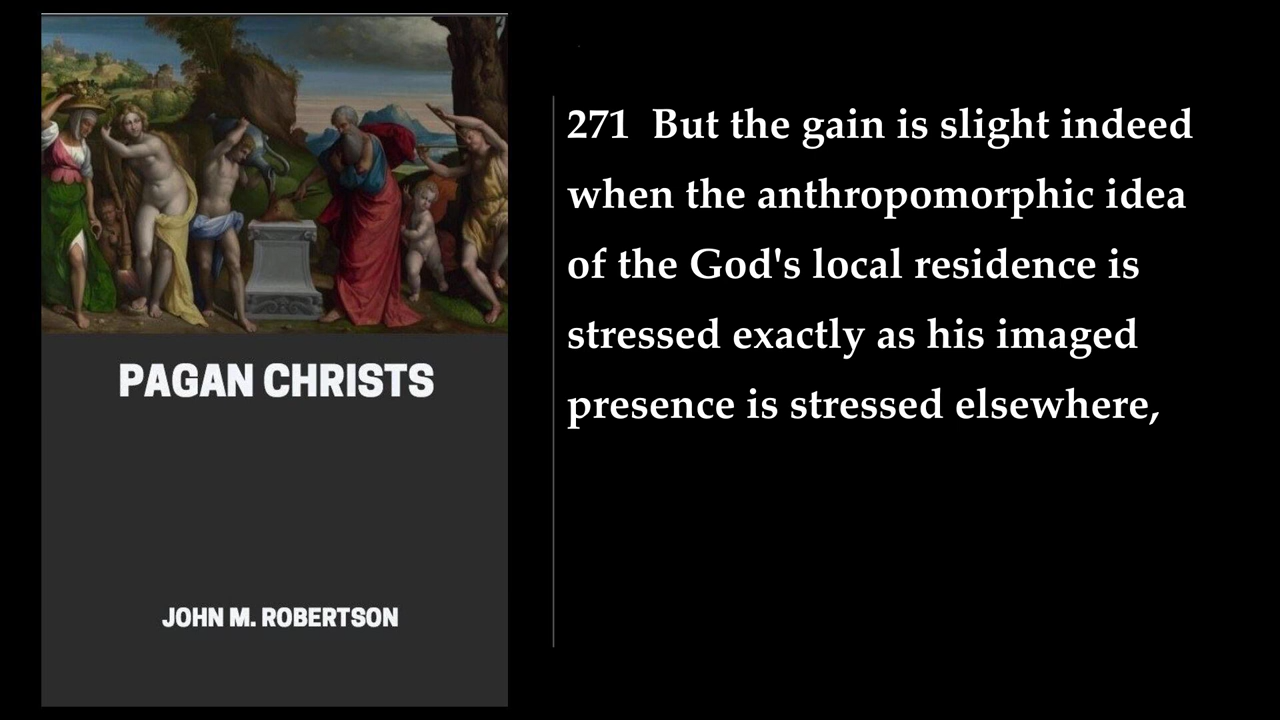 PAGAN CHRISTS
JOHN M. ROBERTSON
271 But the gain is slight indeed
when the anthropomorphic idea
of the God's local residence is
stressed exactly as his imaged
presence is stressed elsewhere,